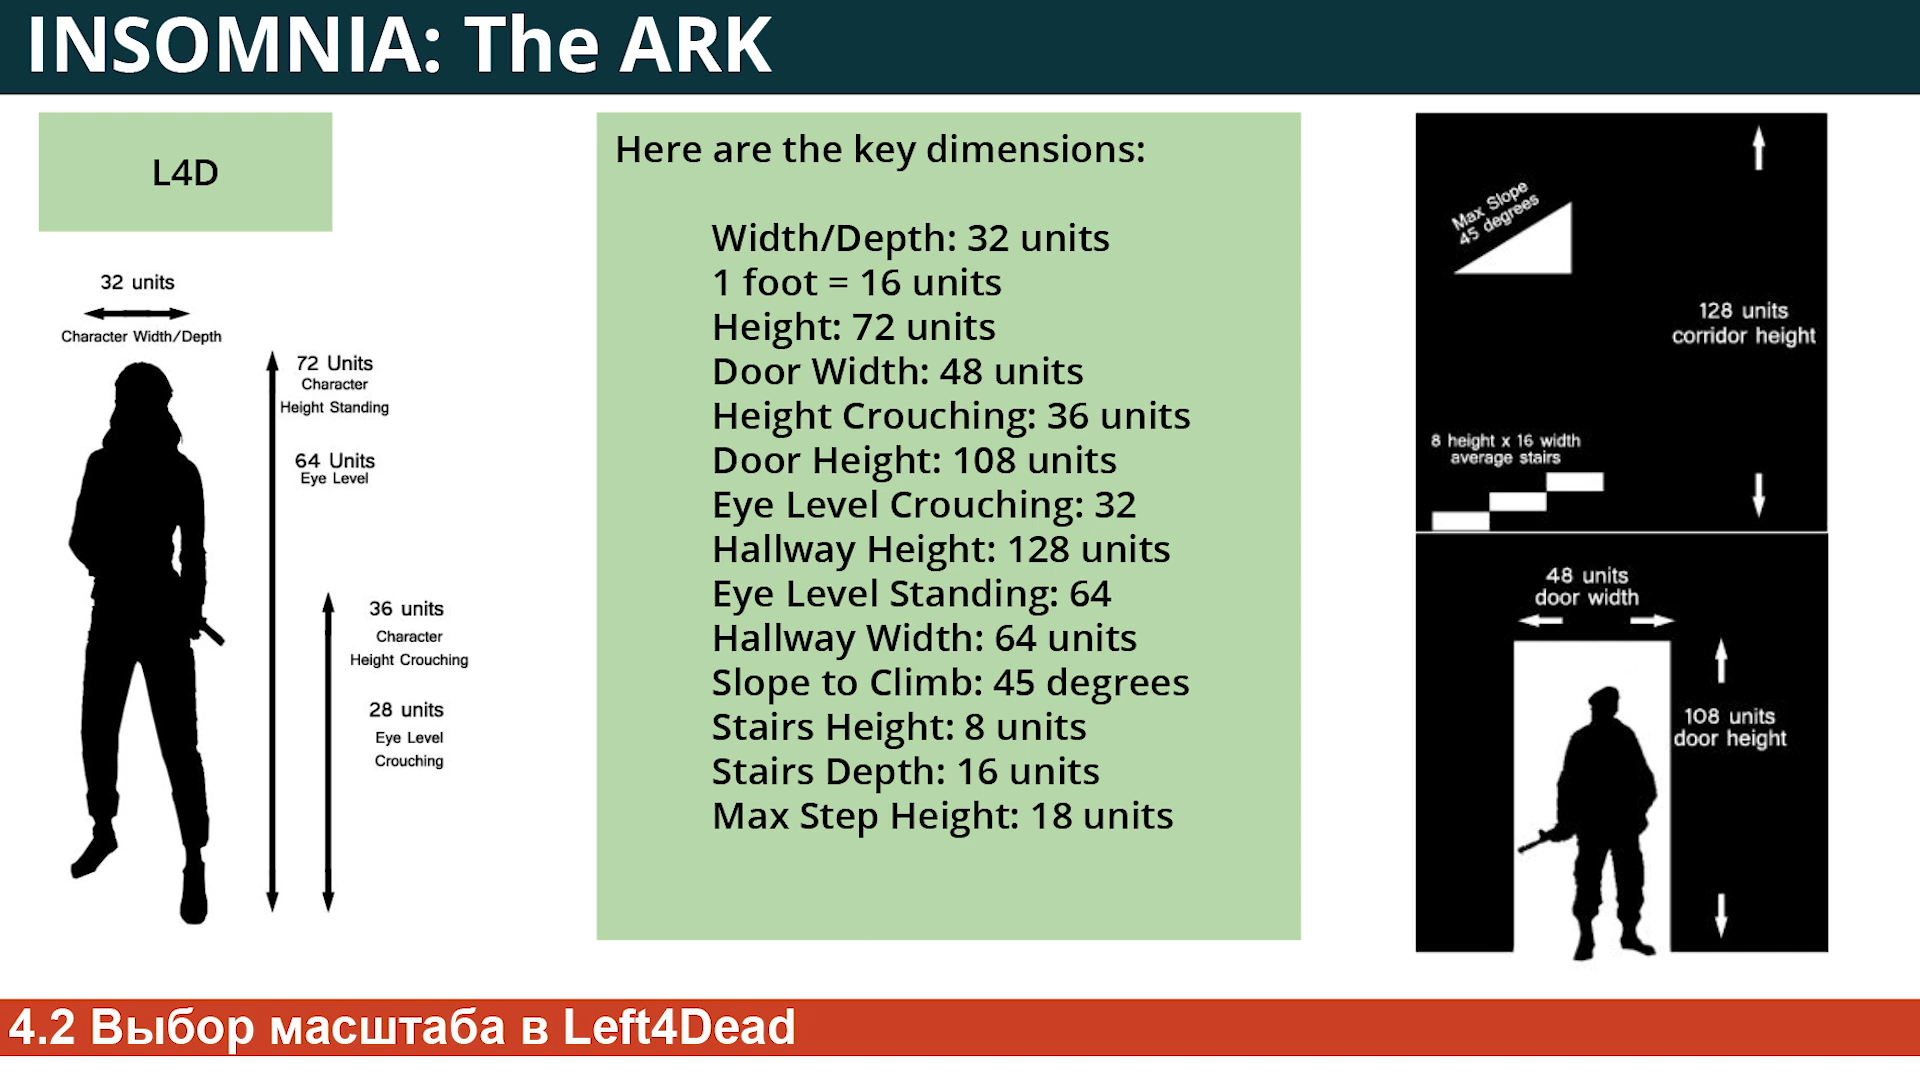 INSOMNIA: The ARK
L4D
32 units
Character Width/Depth
72 Units
Character
Height Standing
64 Units
Eye Level
36 units
Character
Height Crouching
28 units
Eye Level
Crouching
Here are the key dimensions:
Width/Depth: 32 units
1 foot = 16 units
Height: 72 units
Door Width: 48 units
Height Crouching: 36 units
Door Height: 108 units
Eye Level Crouching: 32
Hallway Height: 128 units
Eye Level Standing: 64
Hallway Width: 64 units
Slope to Climb: 45 degrees
Stairs Height: 8 units
Stairs Depth: 16 units
Max Step Height: 18 units
Max Slope
45 degrees
128 units
corridor height
8 height x 16 width
average stairs
48 units
door width
108 units
door height
4.2 Выбор масштаба в Left4Dead